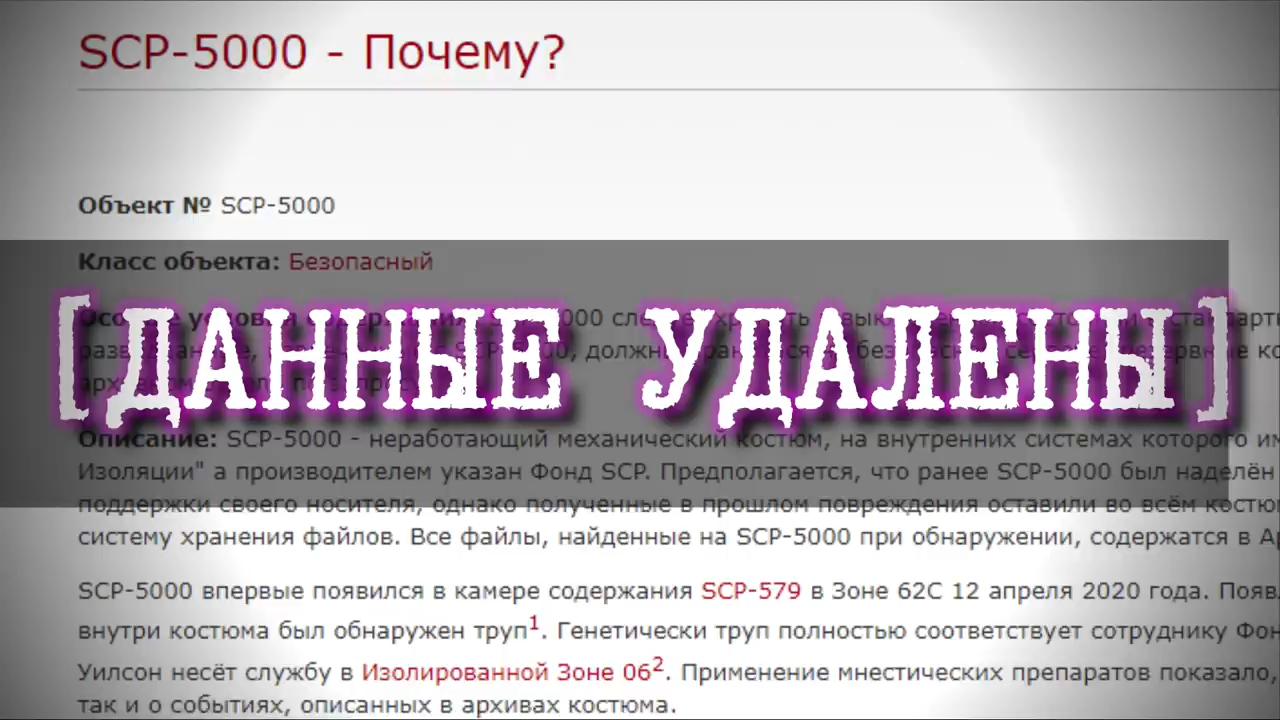 SCP-5000 - Почему?
Объект № SCP-5000
Класс объекта: Безопасный
[ДАННЫЕ УДАЛЕНЫ]
Описание: SCP-5000 - неработающий механический костюм, на внутренних системах которого
Изоляции" а производителем указан Фонд SCP. Предполагается, что ранее SCP-5000 был наделён
поддержки своего носителя, однако полученные в прошлом повреждения оставили во всём
систему хранения файлов. Все файлы, найденные на SCP-5000 при обнаружении, содержатся в
SCP-5000 впервые появился в камере содержания SCP-579 в Зоне 62C 12 апреля 2020 года.
внутри костюма был обнаружен труп1. Генетически труп полностью соответствует сотруднику
Уилсон несёт службу в Изолированной Зоне 062. Применение мнестических препаратов показало,
так и о событиях, описанных в архивах костюма.